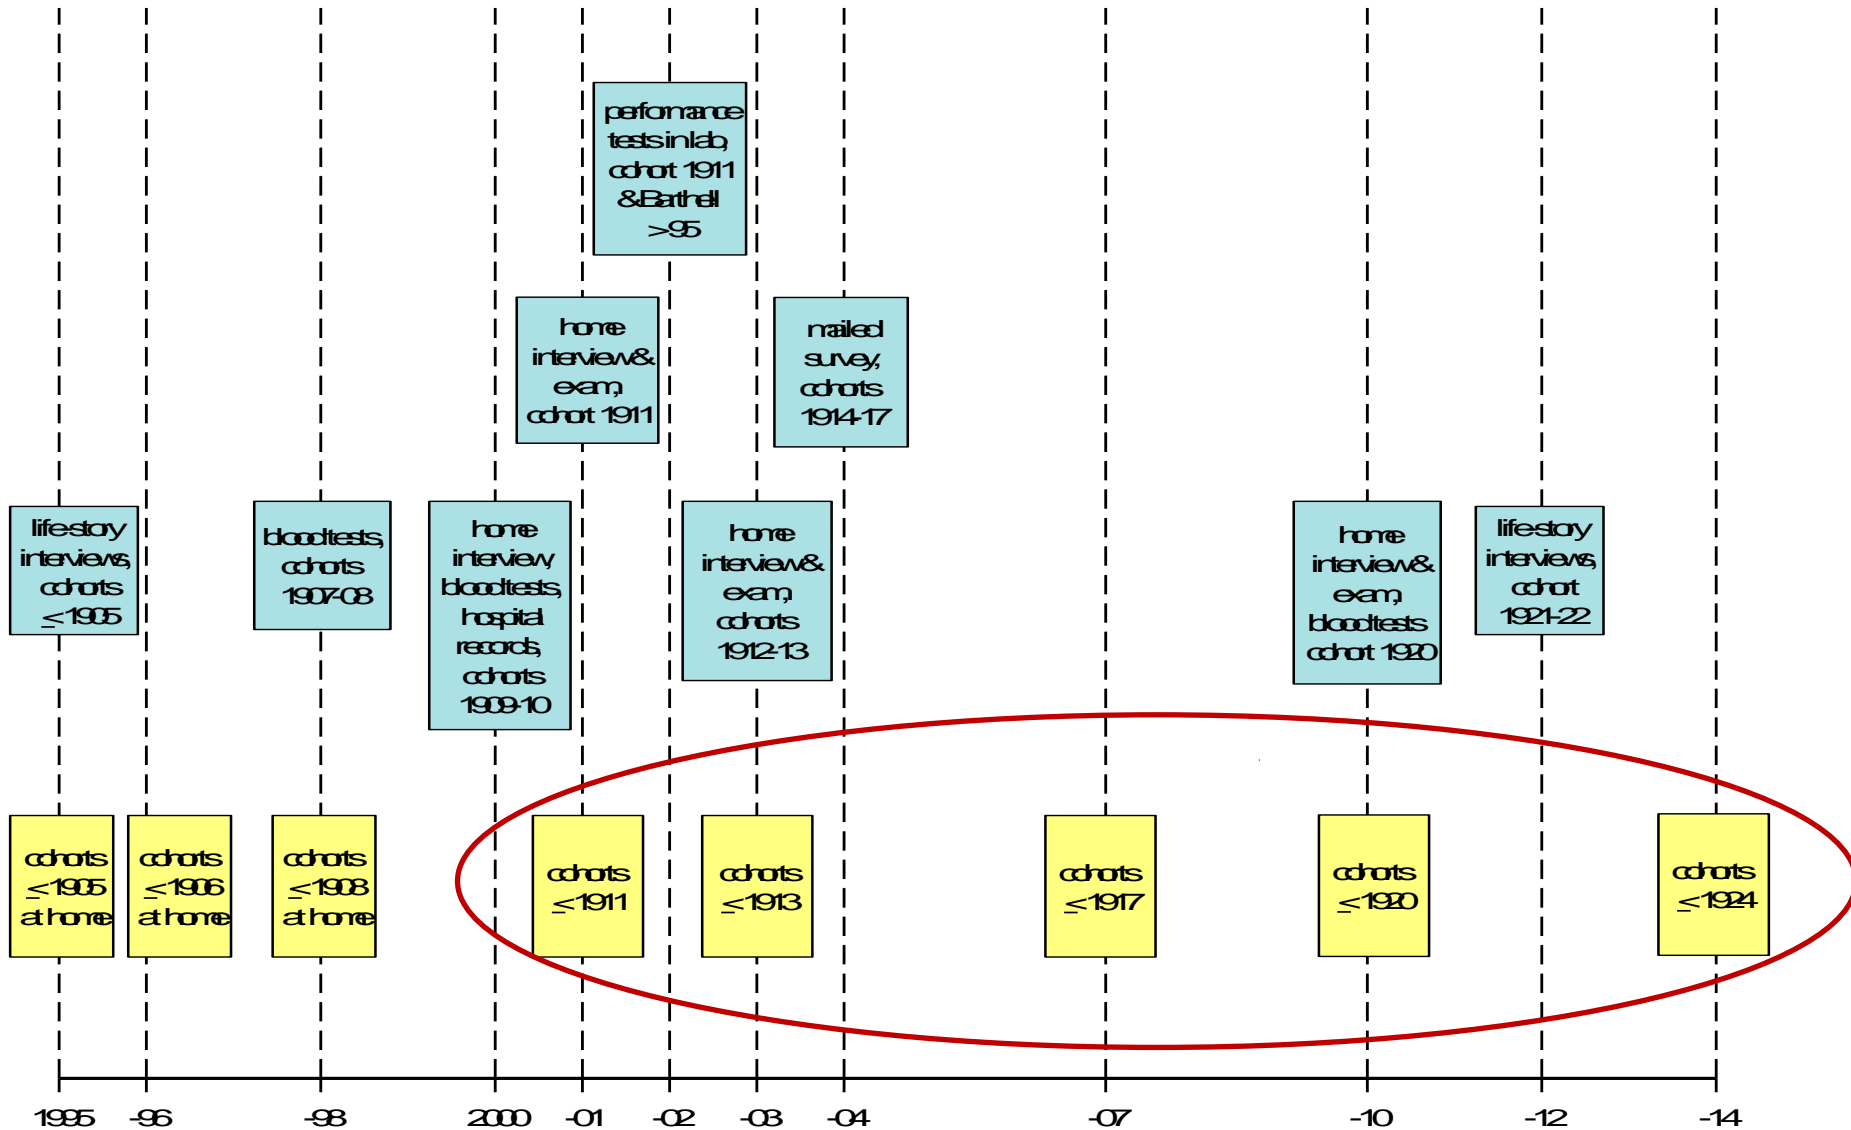 performance
tests in lab,
cohort 1911
& Barthell
>95
home
interview &
exam,
cohort 1911
mailed
survey,
cohorts
1914-17
life-story
interviews,
cohorts
≤1905
blood tests,
cohorts
1907-08
home
interview,
blood tests,
hospital
records,
cohorts
1909-10
home
interview &
exam,
cohorts
1912-13
home
interview &
exam,
blood tests
cohort 1920
life-story
interviews,
cohort
1921-22
cohorts
≤1905
at home
cohorts
≤1906
at home
cohorts
≤1908
at home
cohorts
≤1911
cohorts
≤1913
cohorts
≤1917
cohorts
≤1920
cohorts
≤1924
1995 -96 -98 2000 -01 -02 -03 -04 -07 -10 -12 -14